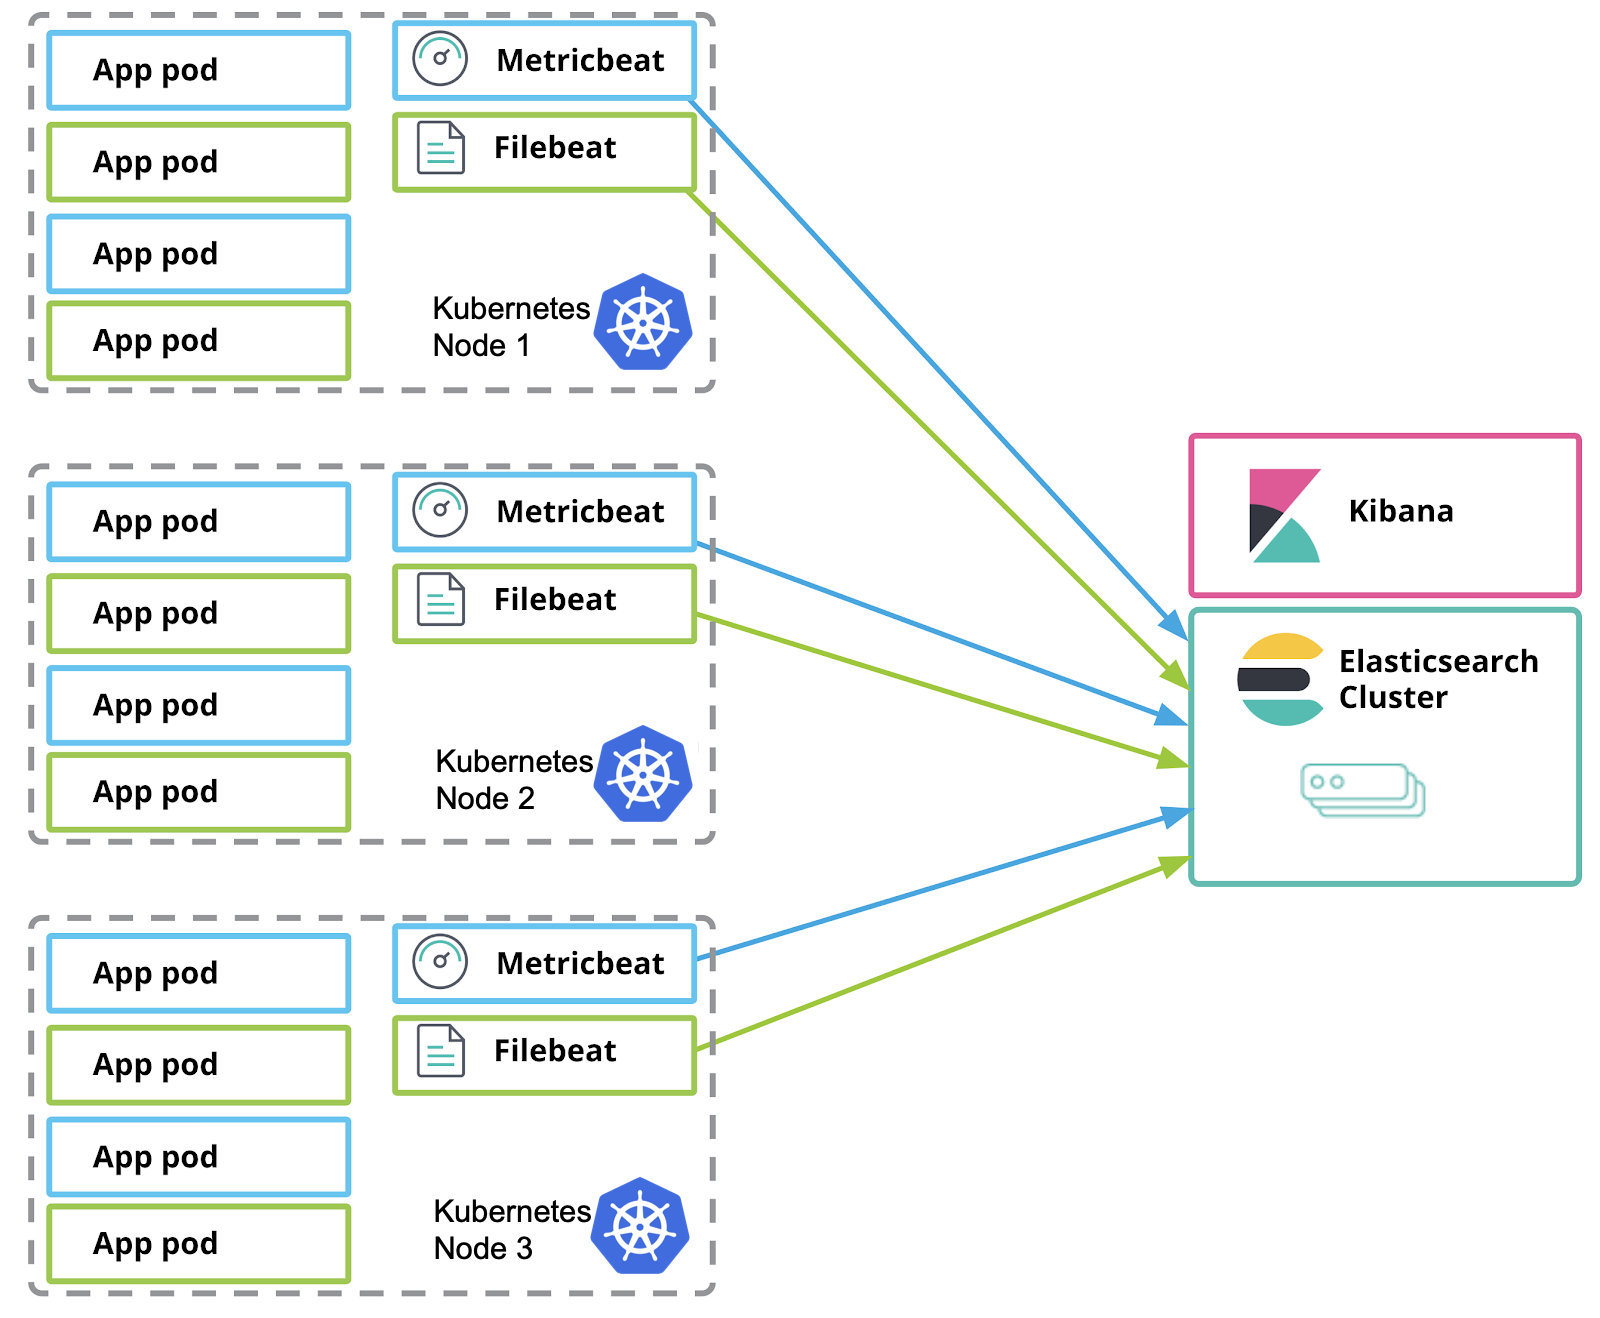 App pod
App pod
App pod
App pod
Metricbeat
Filebeat
Kubernetes
Node 1
App pod
App pod
App pod
App pod
Metricbeat
Filebeat
Kubernetes
Node 2
App pod
App pod
App pod
App pod
Metricbeat
Filebeat
Kubernetes
Node 3
Kibana
Elasticsearch
Cluster